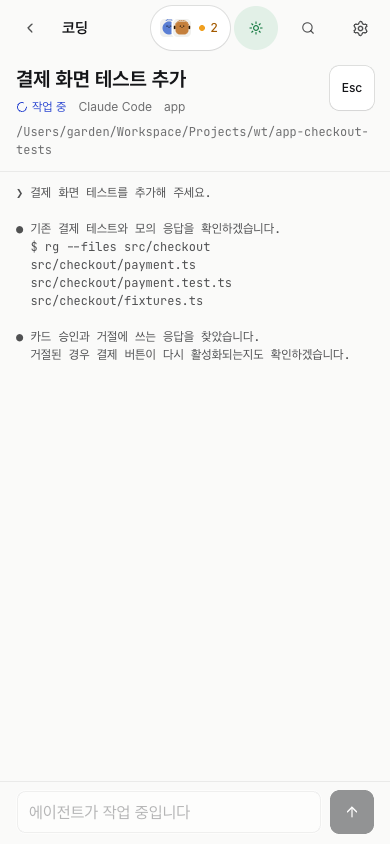 코딩
2
결제 화면 테스트 추가
Esc
작업 중 Claude Code app
/Users/garden/Workspace/Projects/wt/app-checkout-
tests
❯ 결제 화면 테스트를 추가해 주세요.
● 기존 결제 테스트와 모의 응답을 확인하겠습니다.
$ rg --files src/checkout
src/checkout/payment.ts
src/checkout/payment.test.ts
src/checkout/fixtures.ts
● 카드 승인과 거절에 쓰는 응답을 찾았습니다.
거절된 경우 결제 버튼이 다시 활성화되는지도 확인하겠습니다.
에이전트가 작업 중입니다